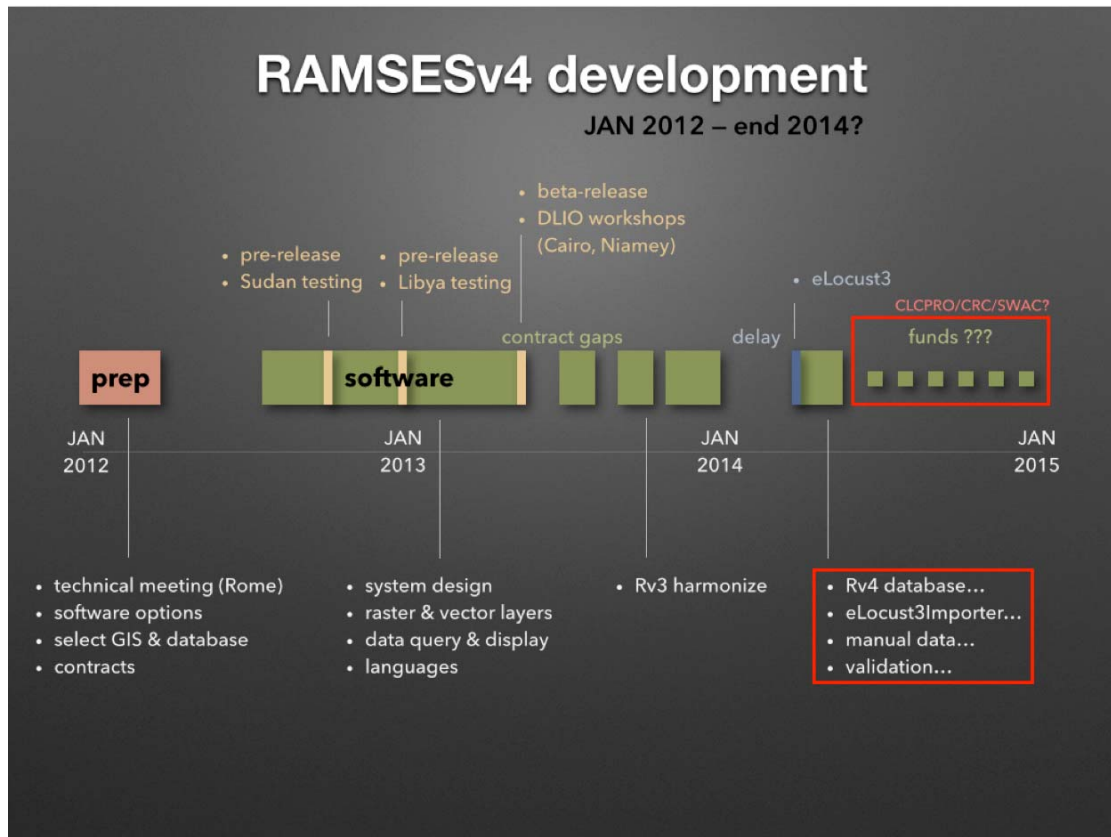 RAMSESv4 development
JAN 2012 – end 2014?
• beta-release
• DLIO workshops
(Cairo, Niamey)
• pre-release
• Sudan testing
• pre-release
• Libya testing
• eLocust3
CLCPRO/CRC/SWAC?
contract gaps
delay
funds ???
prep
software
JAN
2012
JAN
2013
JAN
2014
JAN
2015
• technical meeting (Rome)
• software options
• select GIS & database
• contracts
• system design
• raster & vector layers
• data query & display
• languages
• Rv3 harmonize
• Rv4 database...
• eLocust3Importer...
• manual data...
• validation...